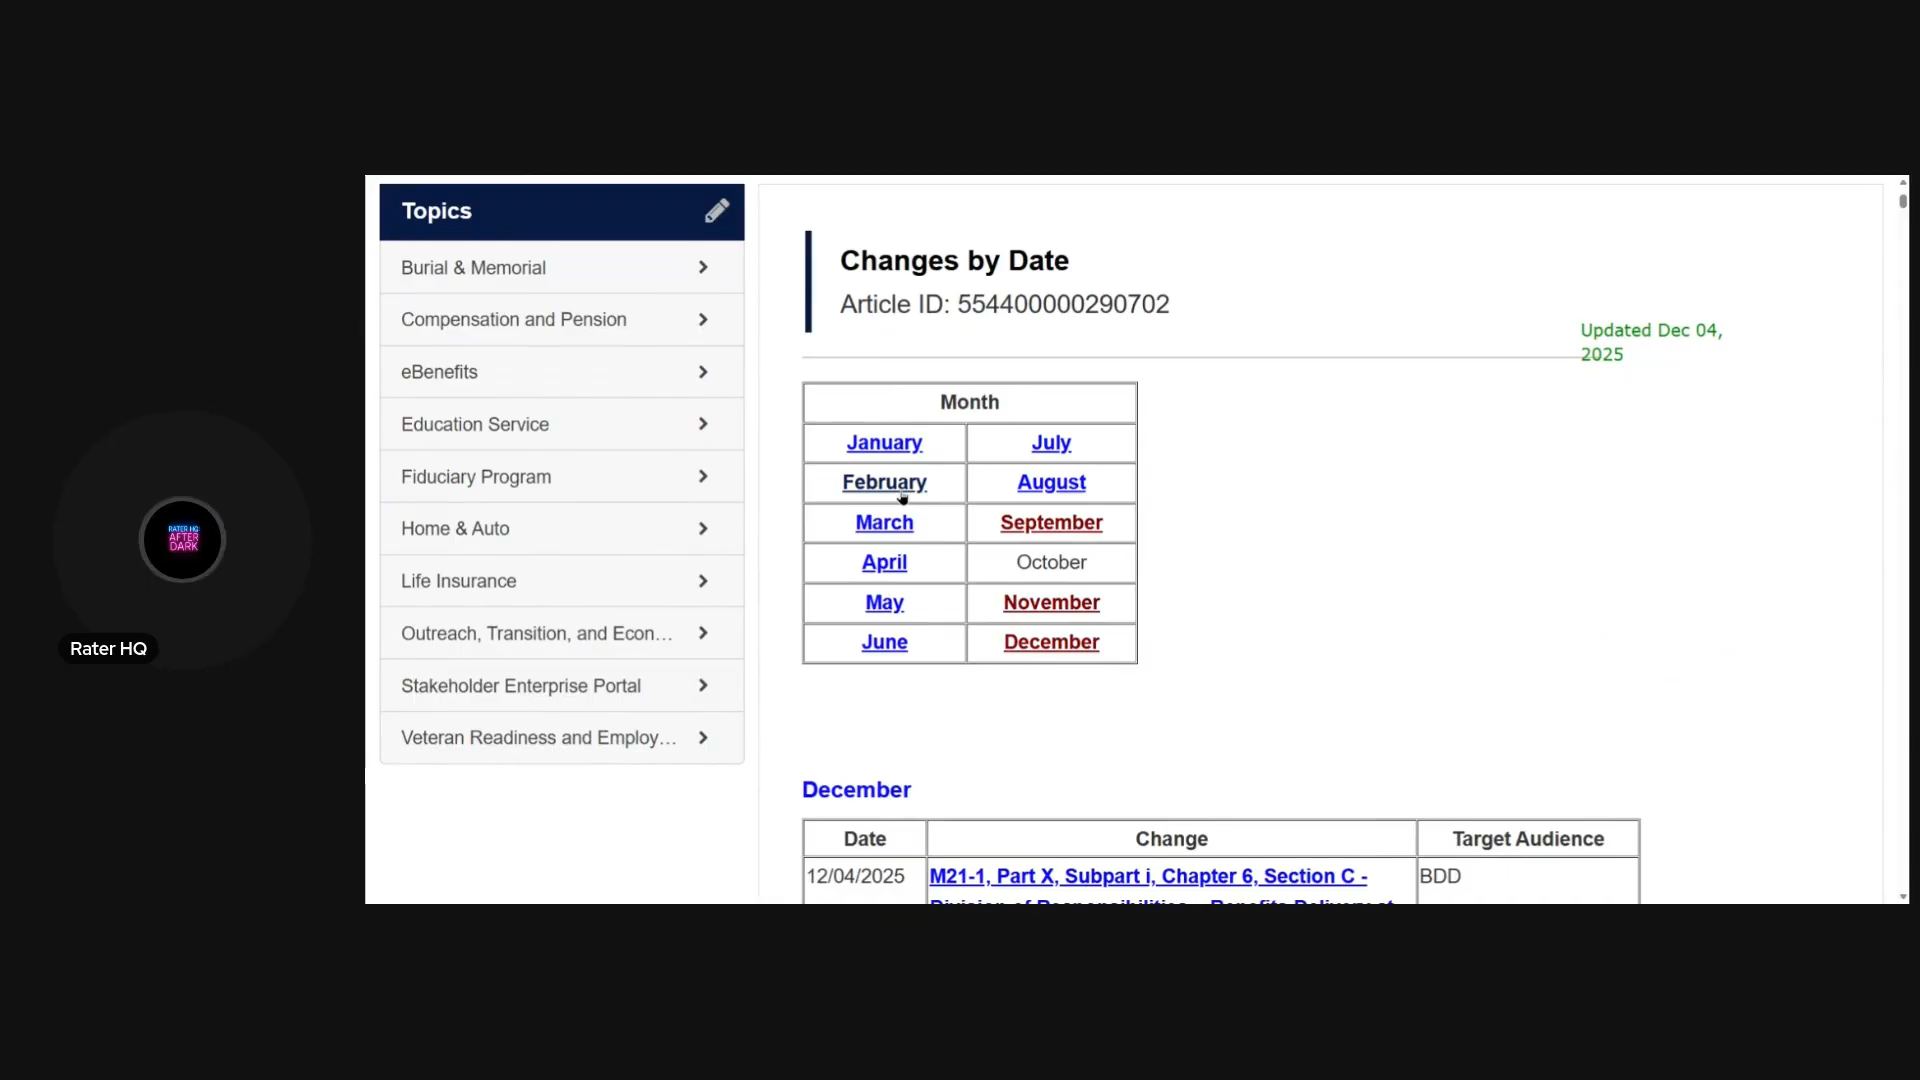 Topics
Burial & Memorial
Compensation and Pension
eBenefits
Education Service
Fiduciary Program
Home & Auto
Life Insurance
Outreach, Transition, and Econ...
Stakeholder Enterprise Portal
Veteran Readiness and Employ...
Changes by Date
Article ID: 554400000290702
Updated Dec 04,
2025
Month
January July
February August
March September
April October
May November
June December
December
Date Change Target Audience
12/04/2025 M21-1, Part X, Subpart i, Chapter 6, Section C - BDD
RATER HQ:
AFTER
DARK
Rater HQ